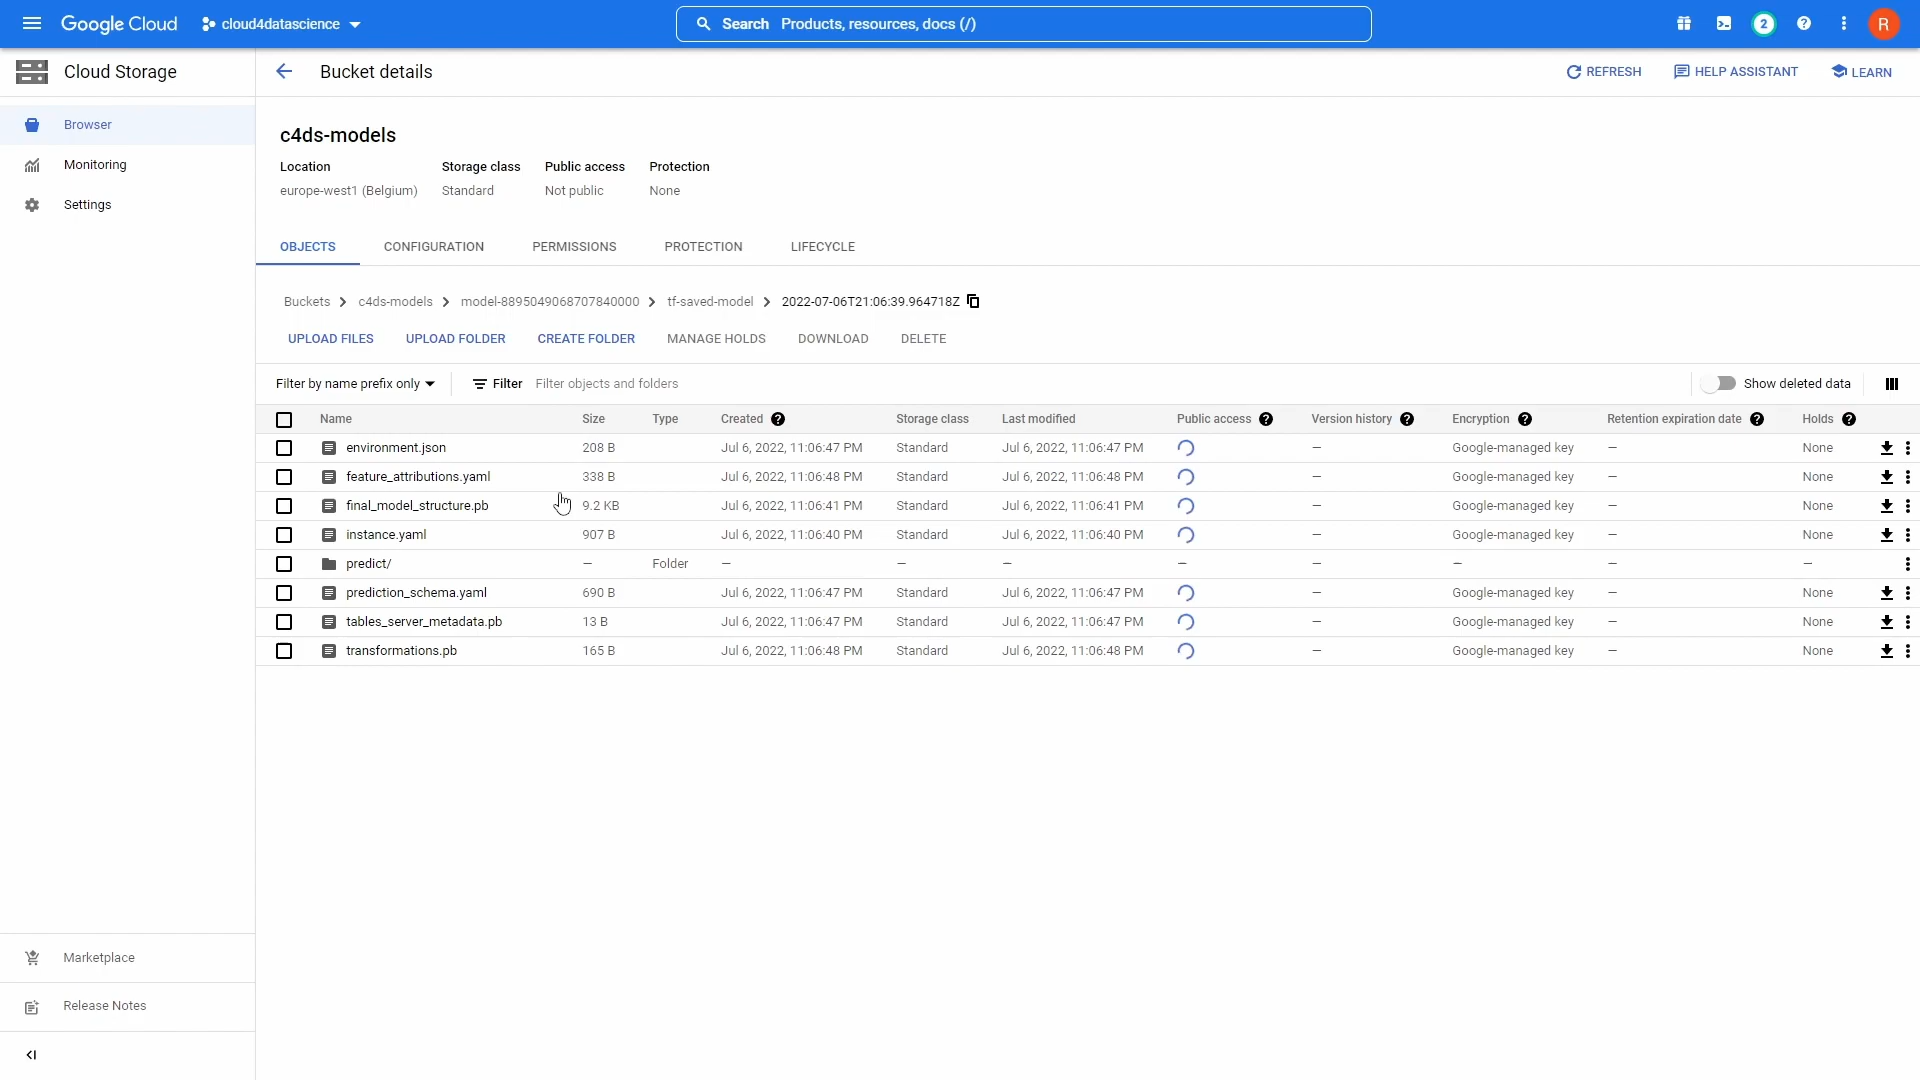 Google Cloud cloud4datascience Search Products, resources, docs (/) 2 R
Cloud Storage Bucket details REFRESH HELP ASSISTANT LEARN
Browser
Monitoring
Settings
Marketplace
Release Notes
c4ds-models
Location Storage class Public access Protection
europe-west1 (Belgium) Standard Not public None
OBJECTS CONFIGURATION PERMISSIONS PROTECTION LIFECYCLE
Buckets > c4ds-models > model-8895049068707840000 > tf-saved-model > 2022-07-06T21:06:39.964718Z
UPLOAD FILES UPLOAD FOLDER CREATE FOLDER MANAGE HOLDS DOWNLOAD DELETE
Filter by name prefix only Filter Filter objects and folders Show deleted data
Name Size Type Created Storage class Last modified Public access Version history Encryption Retention expiration date Holds
environment.json 208 B Jul 6, 2022, 11:06:47 PM Standard Jul 6, 2022, 11:06:47 PM — Google-managed key — None
feature_attributions.yaml 338 B Jul 6, 2022, 11:06:48 PM Standard Jul 6, 2022, 11:06:48 PM — Google-managed key — None
final_model_structure.pb 9.2 KB Jul 6, 2022, 11:06:41 PM Standard Jul 6, 2022, 11:06:41 PM — Google-managed key — None
instance.yaml 907 B Jul 6, 2022, 11:06:40 PM Standard Jul 6, 2022, 11:06:40 PM — Google-managed key — None
predict/ — Folder — — — — — — — —
prediction_schema.yaml 690 B Jul 6, 2022, 11:06:47 PM Standard Jul 6, 2022, 11:06:47 PM — Google-managed key — None
tables_server_metadata.pb 13 B Jul 6, 2022, 11:06:47 PM Standard Jul 6, 2022, 11:06:47 PM — Google-managed key — None
transformations.pb 165 B Jul 6, 2022, 11:06:48 PM Standard Jul 6, 2022, 11:06:48 PM — Google-managed key — None